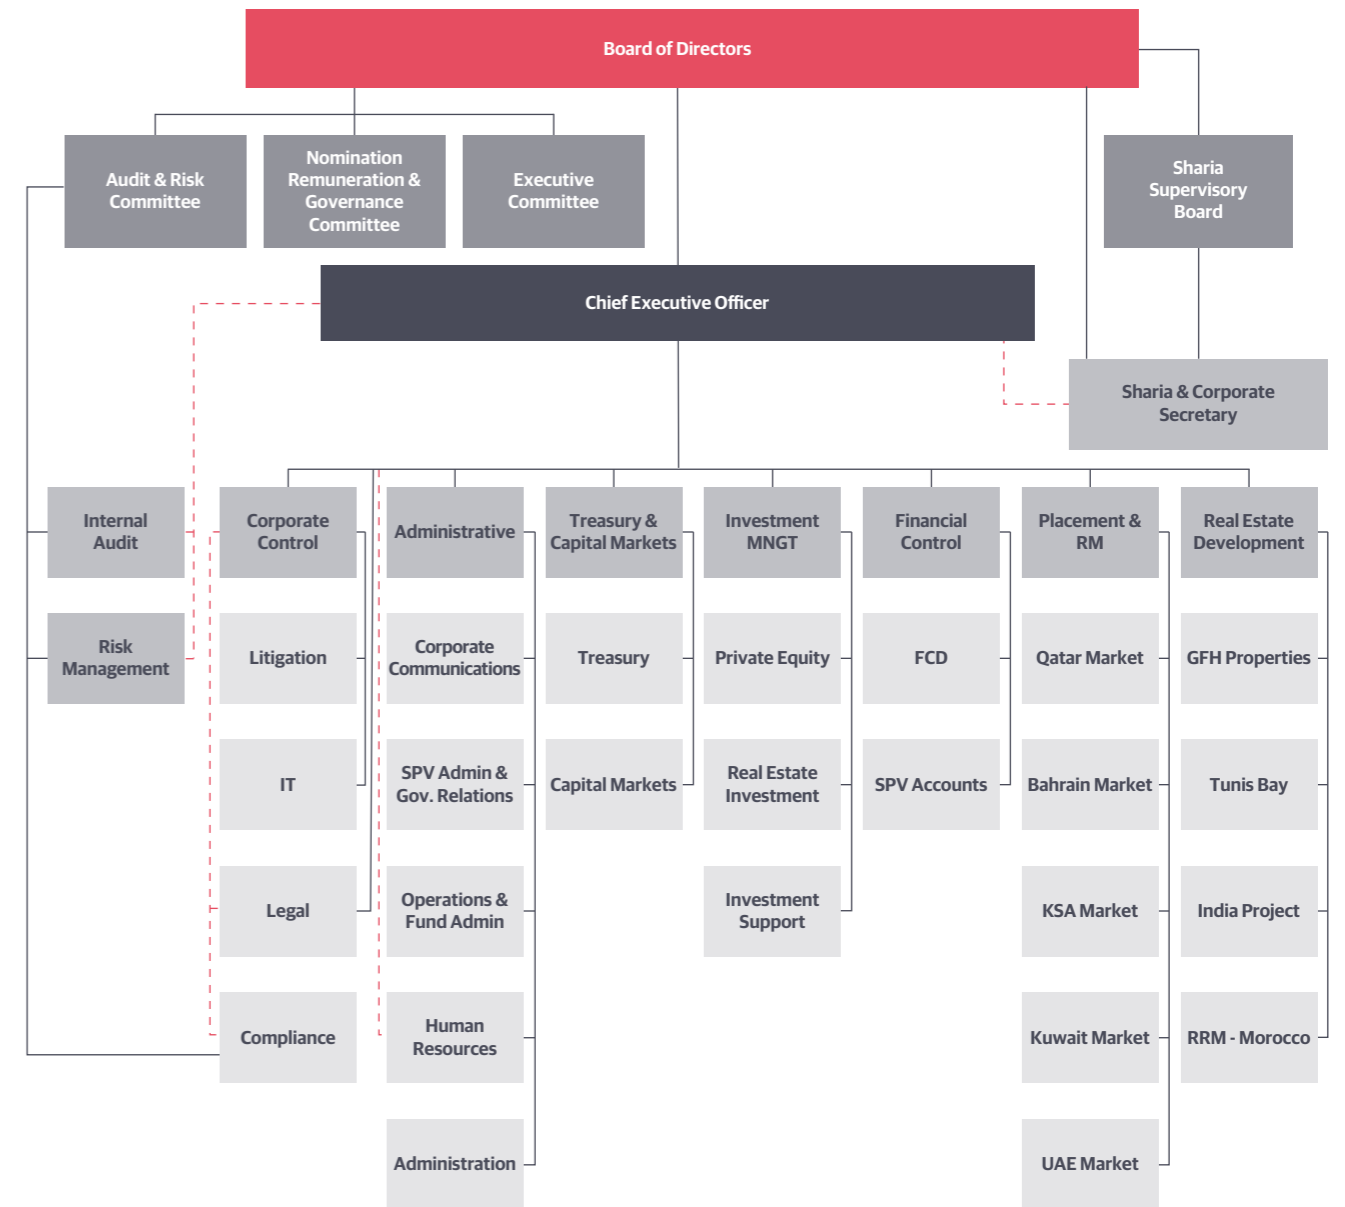 Board of Directors
Audit & Risk
Committee
Nomination
Remuneration &
Governance
Committee
Executive
Committee
Sharia
Supervisory
Board
Chief Executive Officer
Sharia & Corporate
Secretary
Internal
Audit
Corporate
Control
Administrative
Treasury &
Capital Markets
Investment
MNGT
Financial
Control
Placement &
RM
Real Estate
Development
Risk
Management
Litigation
Corporate
Communications
Treasury
Private Equity
FCD
Qatar Market
GFH Properties
IT
SPV Admin &
Gov. Relations
Capital Markets
Real Estate
Investment
SPV Accounts
Bahrain Market
Tunis Bay
Legal
Operations &
Fund Admin
Investment
Support
KSA Market
India Project
Compliance
Human
Resources
Kuwait Market
RRM - Morocco
Administration
UAE Market